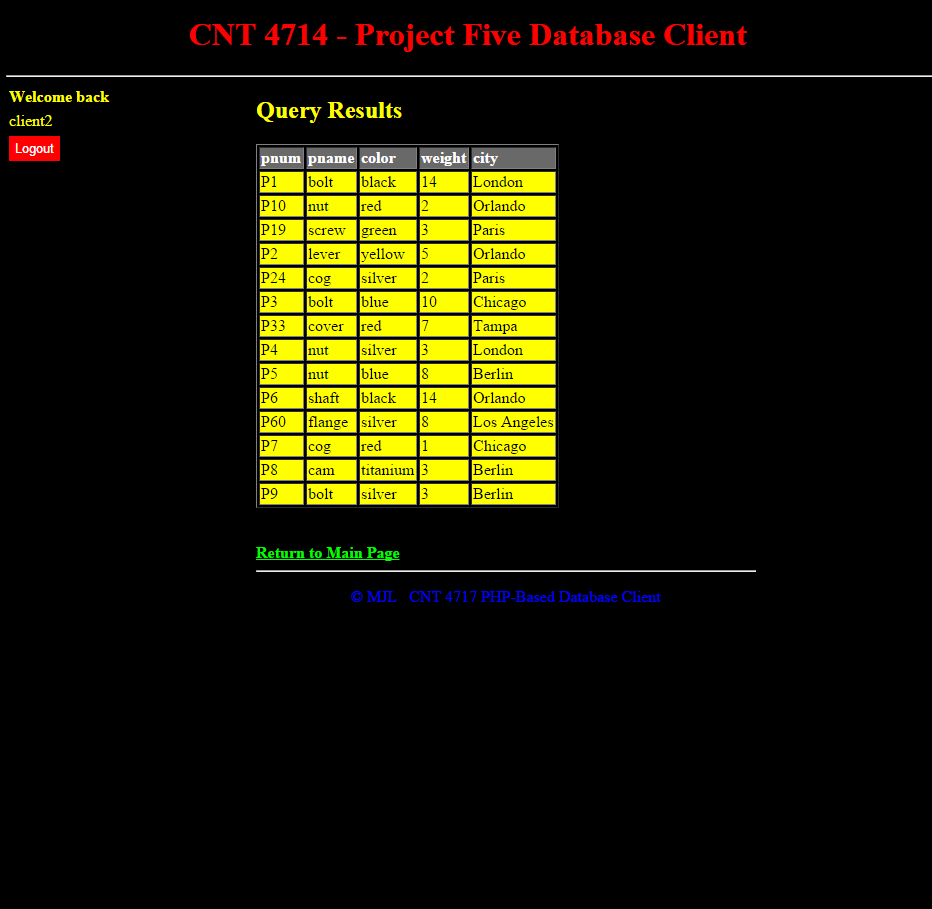 CNT 4714 - Project Five Database Client
Welcome back
client2
Logout
Query Results
pnum pname color weight city
P1 bolt black 14 London
P10 nut red 2 Orlando
P19 screw green 3 Paris
P2 lever yellow 5 Orlando
P24 cog silver 2 Paris
P3 bolt blue 10 Chicago
P33 cover red 7 Tampa
P4 nut silver 3 London
P5 nut blue 8 Berlin
P6 shaft black 14 Orlando
P60 flange silver 8 Los Angeles
P7 cog red 1 Chicago
P8 cam titanium 3 Berlin
P9 bolt silver 3 Berlin
Return to Main Page
© MJL CNT 4717 PHP-Based Database Client